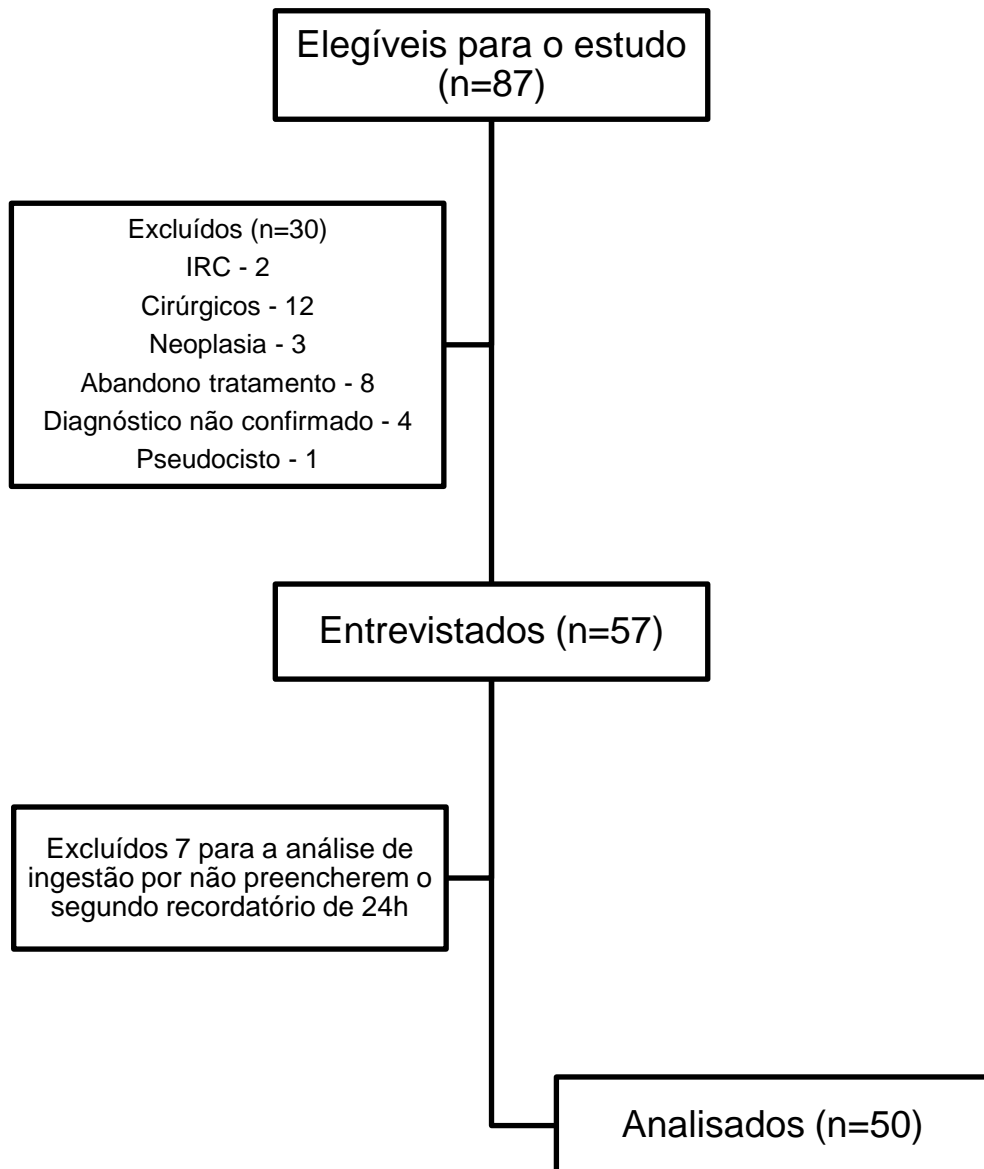 Elegíveis para o estudo
(n=87)
Excluídos (n=30)
IRC - 2
Cirúrgicos - 12
Neoplasia - 3
Abandono tratamento - 8
Diagnóstico não confirmado - 4
Pseudocisto - 1
Entrevistados (n=57)
Excluídos 7 para a análise de
ingestão por não preencherem o
segundo recordatório de 24h
Analisados (n=50)